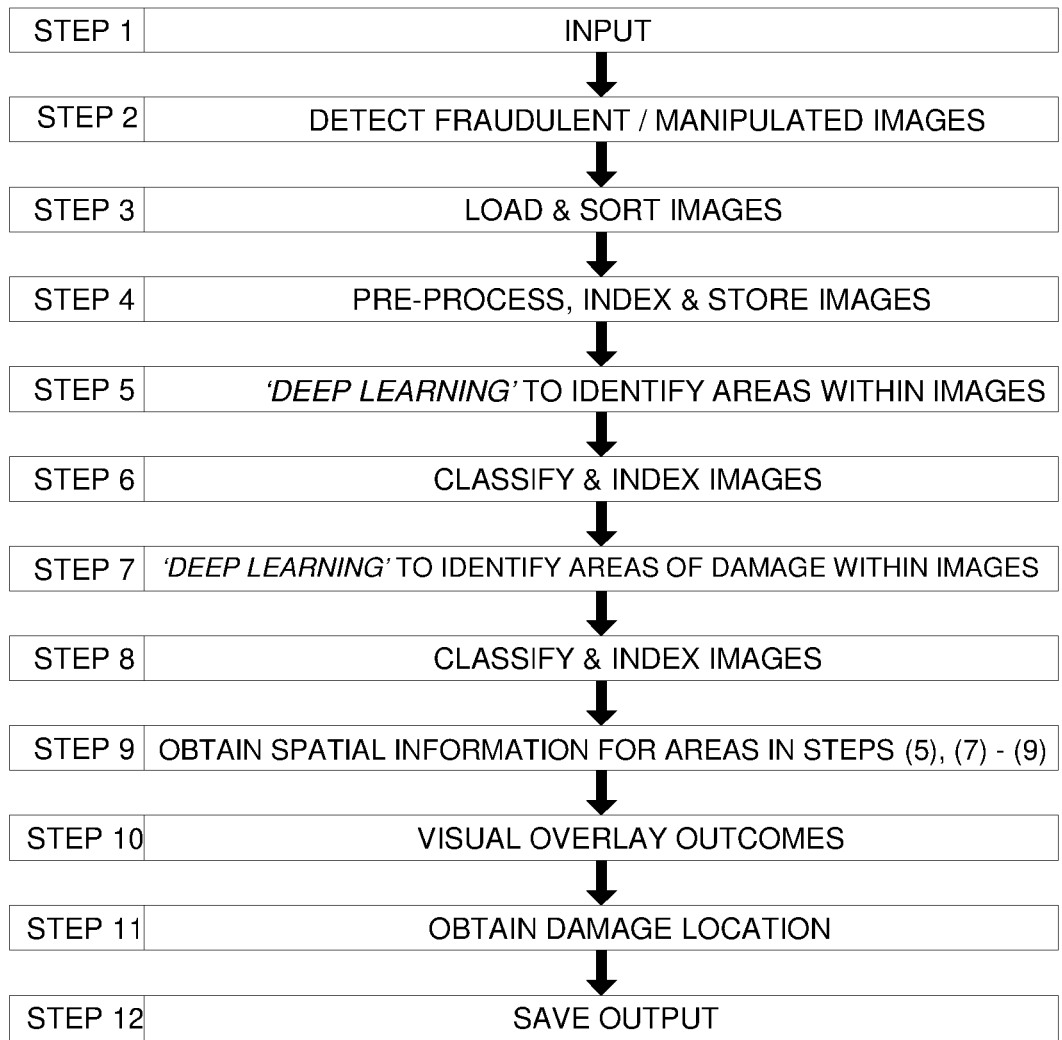 STEP 1 INPUT
STEP 2 DETECT FRAUDULENT / MANIPULATED IMAGES
STEP 3 LOAD & SORT IMAGES
STEP 4 PRE-PROCESS, INDEX & STORE IMAGES
STEP 5 ‘DEEP LEARNING’ TO IDENTIFY AREAS WITHIN IMAGES
STEP 6 CLASSIFY & INDEX IMAGES
STEP 7 ‘DEEP LEARNING’ TO IDENTIFY AREAS OF DAMAGE WITHIN IMAGES
STEP 8 CLASSIFY & INDEX IMAGES
STEP 9 OBTAIN SPATIAL INFORMATION FOR AREAS IN STEPS (5), (7) - (9)
STEP 10 VISUAL OVERLAY OUTCOMES
STEP 11 OBTAIN DAMAGE LOCATION
STEP 12 SAVE OUTPUT